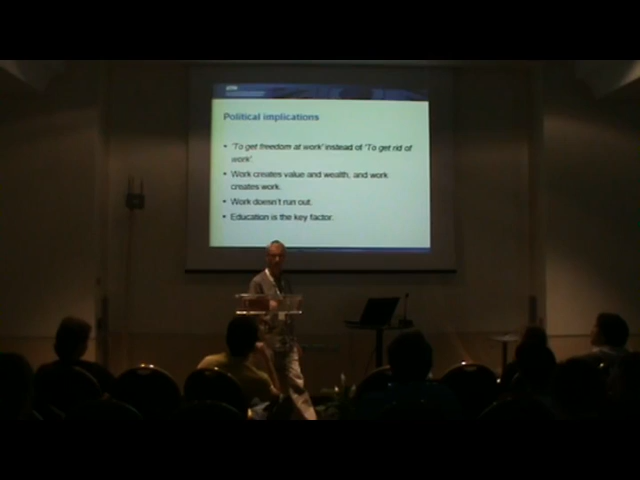 Political implications
• 'To get freedom at work' instead of 'To get rid of
work'.
• Work creates value and wealth, and work
creates work.
• Work doesn't run out.
• Education is the key factor.